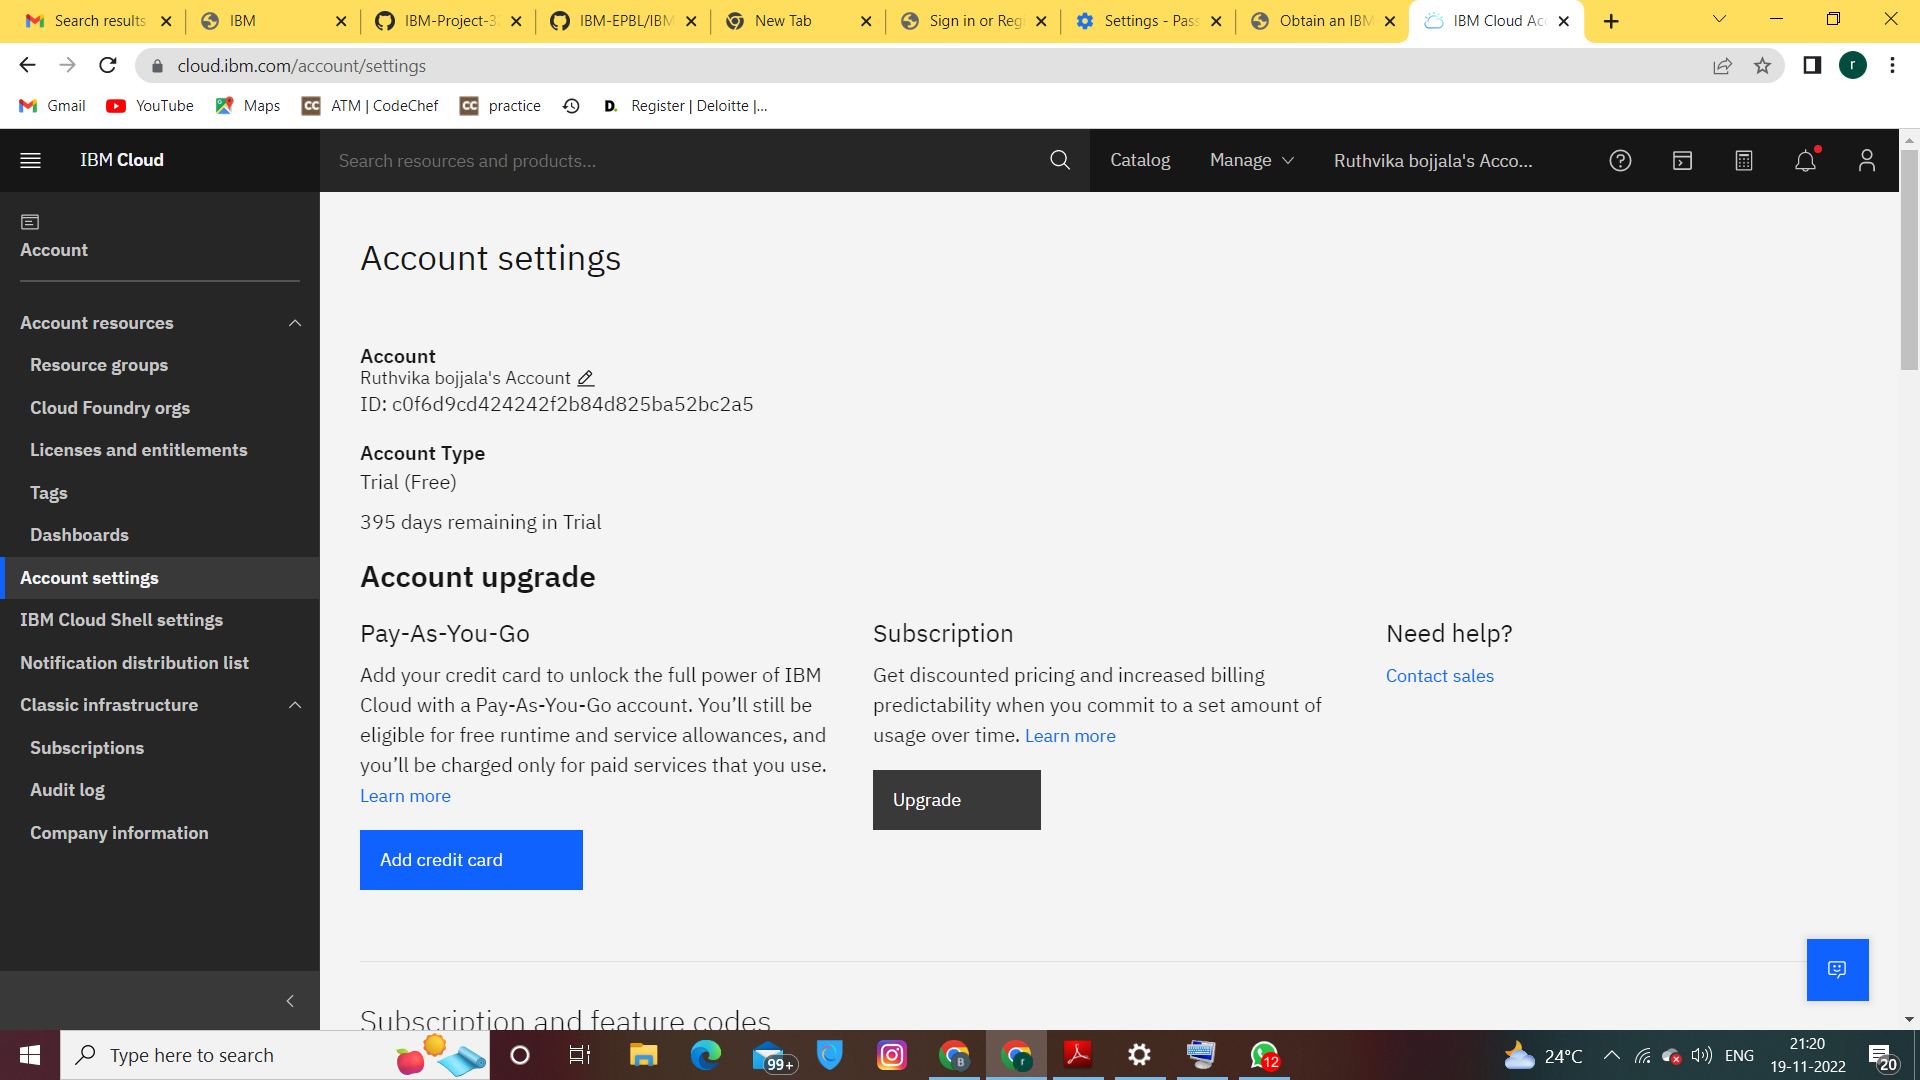 Search results
IBM
IBM-Project-3
IBM-EPBL/IBM
New Tab
Sign in or Reg
Settings - Pass
Obtain an IBM
IBM Cloud Acc
cloud.ibm.com/account/settings
r
Gmail
YouTube
Maps
ATM | CodeChef
practice
Register | Deloitte |...
IBM Cloud
Search resources and products...
Catalog
Manage
Ruthvika bojjala's Acco...
Account
Account resources
Resource groups
Cloud Foundry orgs
Licenses and entitlements
Tags
Dashboards
Account settings
IBM Cloud Shell settings
Notification distribution list
Classic infrastructure
Subscriptions
Audit log
Company information
Account settings
Account
Ruthvika bojjala's Account
ID: c0f6d9cd424242f2b84d825ba52bc2a5
Account Type
Trial (Free)
395 days remaining in Trial
Account upgrade
Pay-As-You-Go
Add your credit card to unlock the full power of IBM
Cloud with a Pay-As-You-Go account. You’ll still be
eligible for free runtime and service allowances, and
you’ll be charged only for paid services that you use.
Learn more
Add credit card
Subscription
Get discounted pricing and increased billing
predictability when you commit to a set amount of
usage over time. Learn more
Upgrade
Need help?
Contact sales
Subscription and feature codes
Type here to search
99+
B
r
12
24°C
ENG
21:20
19-11-2022
20